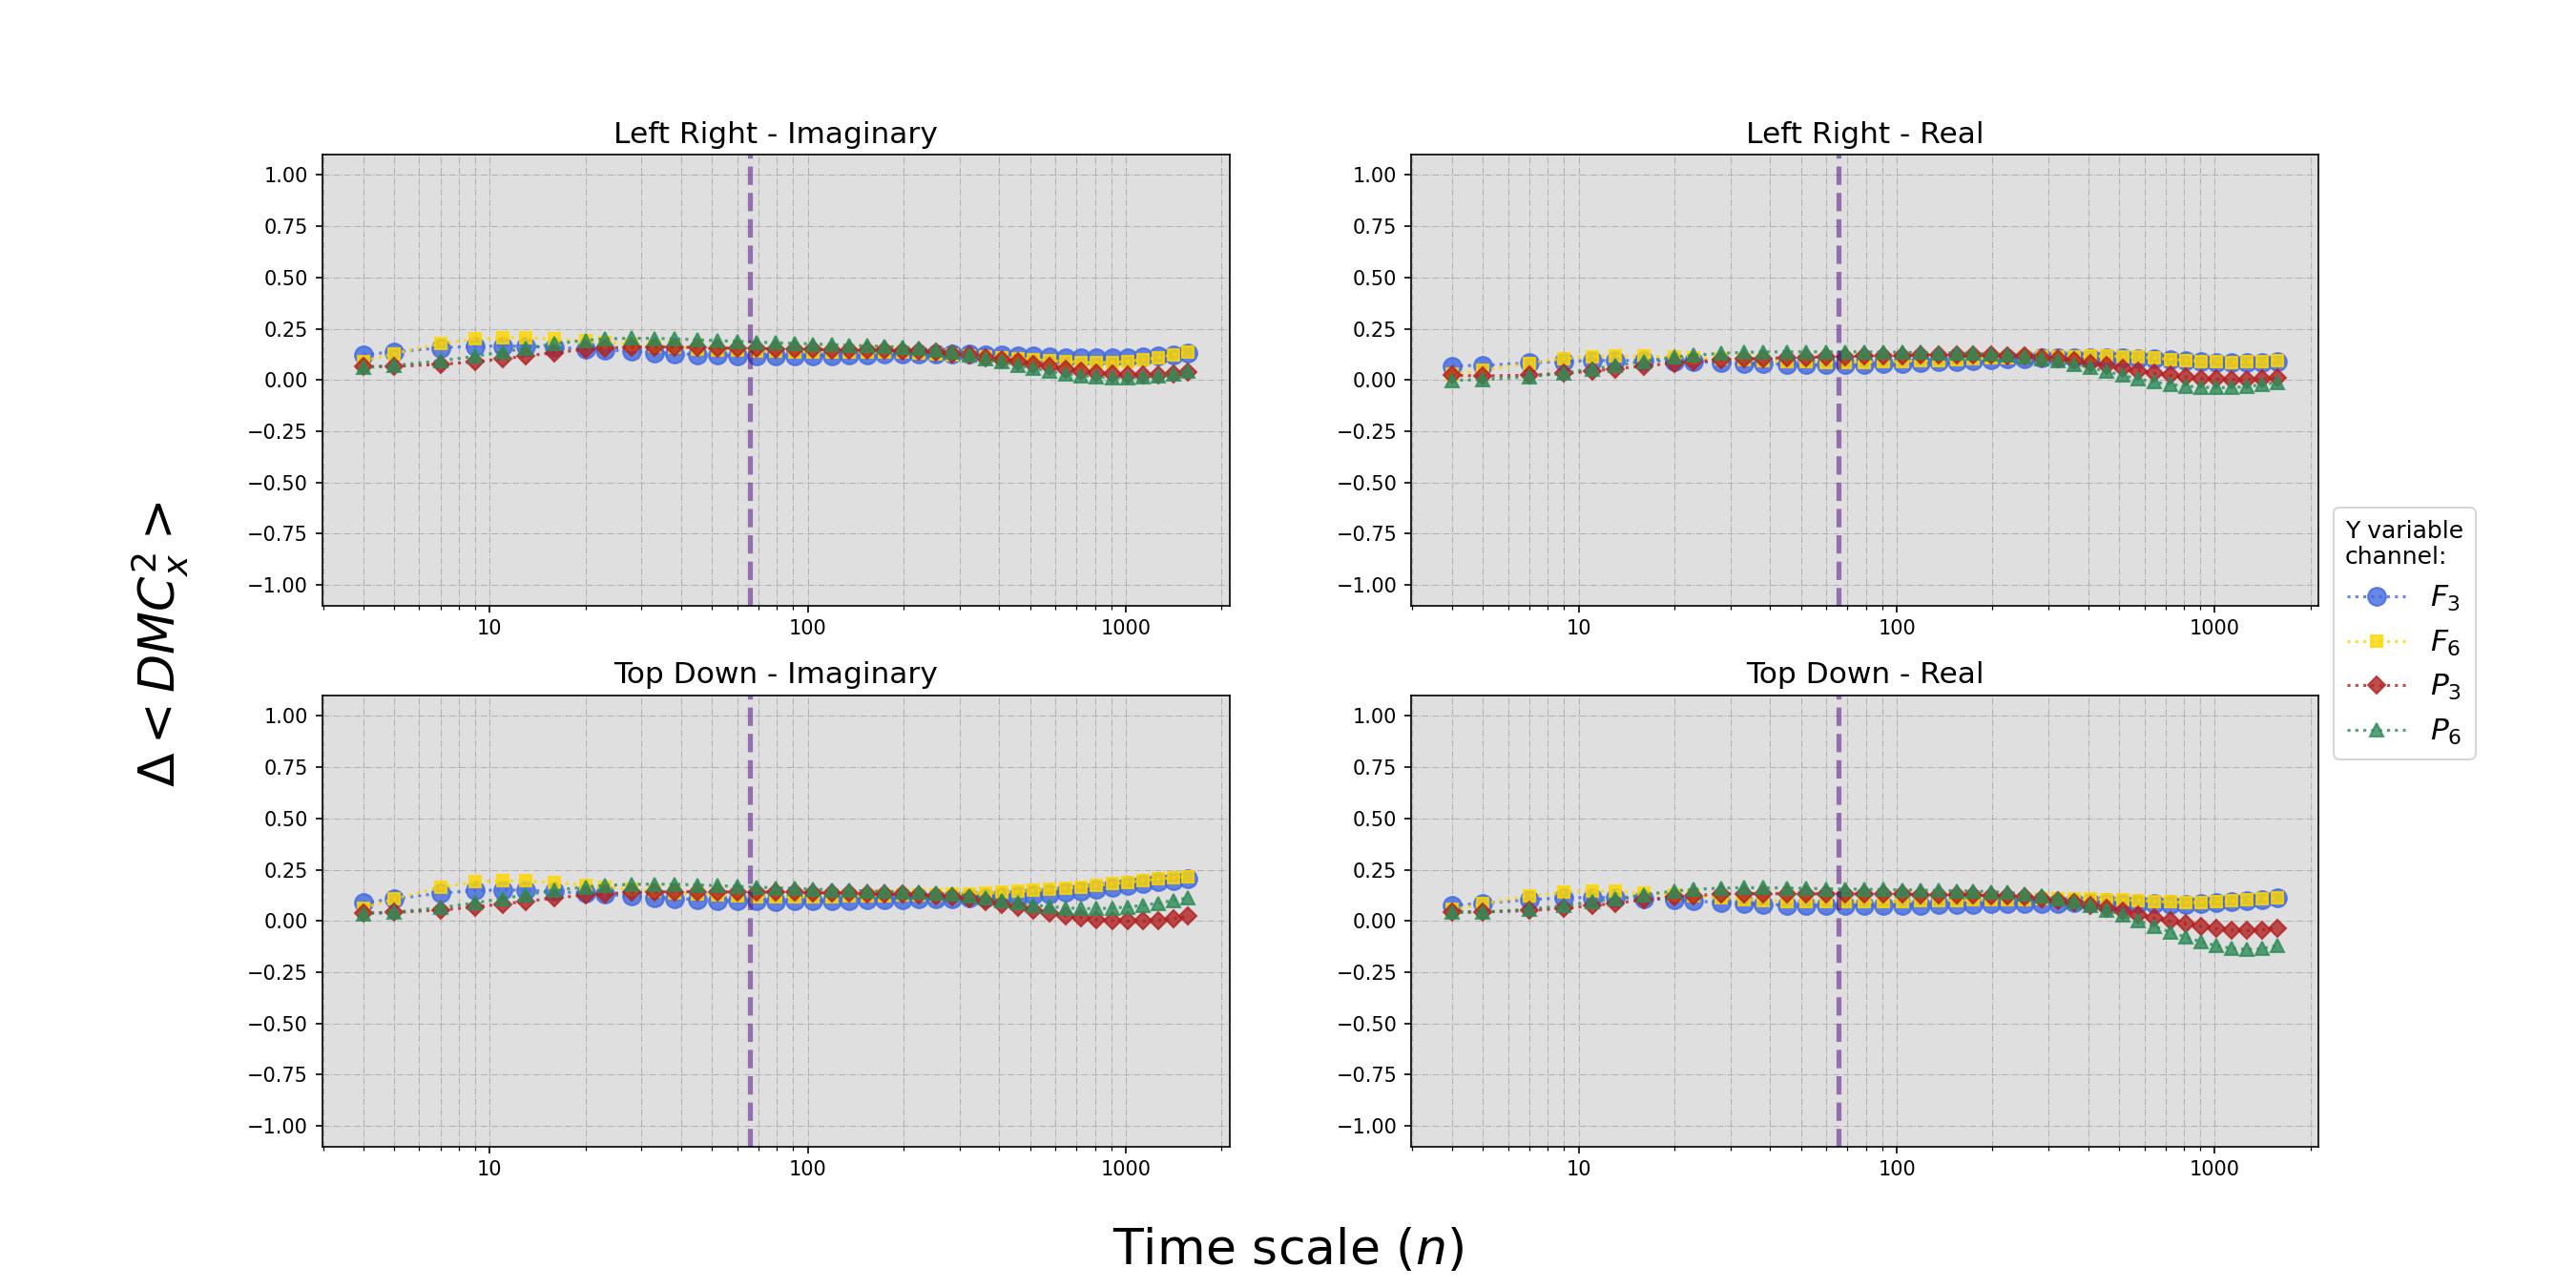 Left Right - Imaginary
1.00
0.75
0.50
0.25
0.00
−0.25
−0.50
−0.75
−1.00
10 100 1000
Left Right - Real
1.00
0.75
0.50
0.25
0.00
−0.25
−0.50
−0.75
−1.00
10 100 1000
Top Down - Imaginary
1.00
0.75
0.50
0.25
0.00
−0.25
−0.50
−0.75
−1.00
10 100 1000
Top Down - Real
1.00
0.75
0.50
0.25
0.00
−0.25
−0.50
−0.75
−1.00
10 100 1000
Δ < DMC²ₓ >
Time scale (n)
Y variable
channel:
F₃
F₆
P₃
P₆